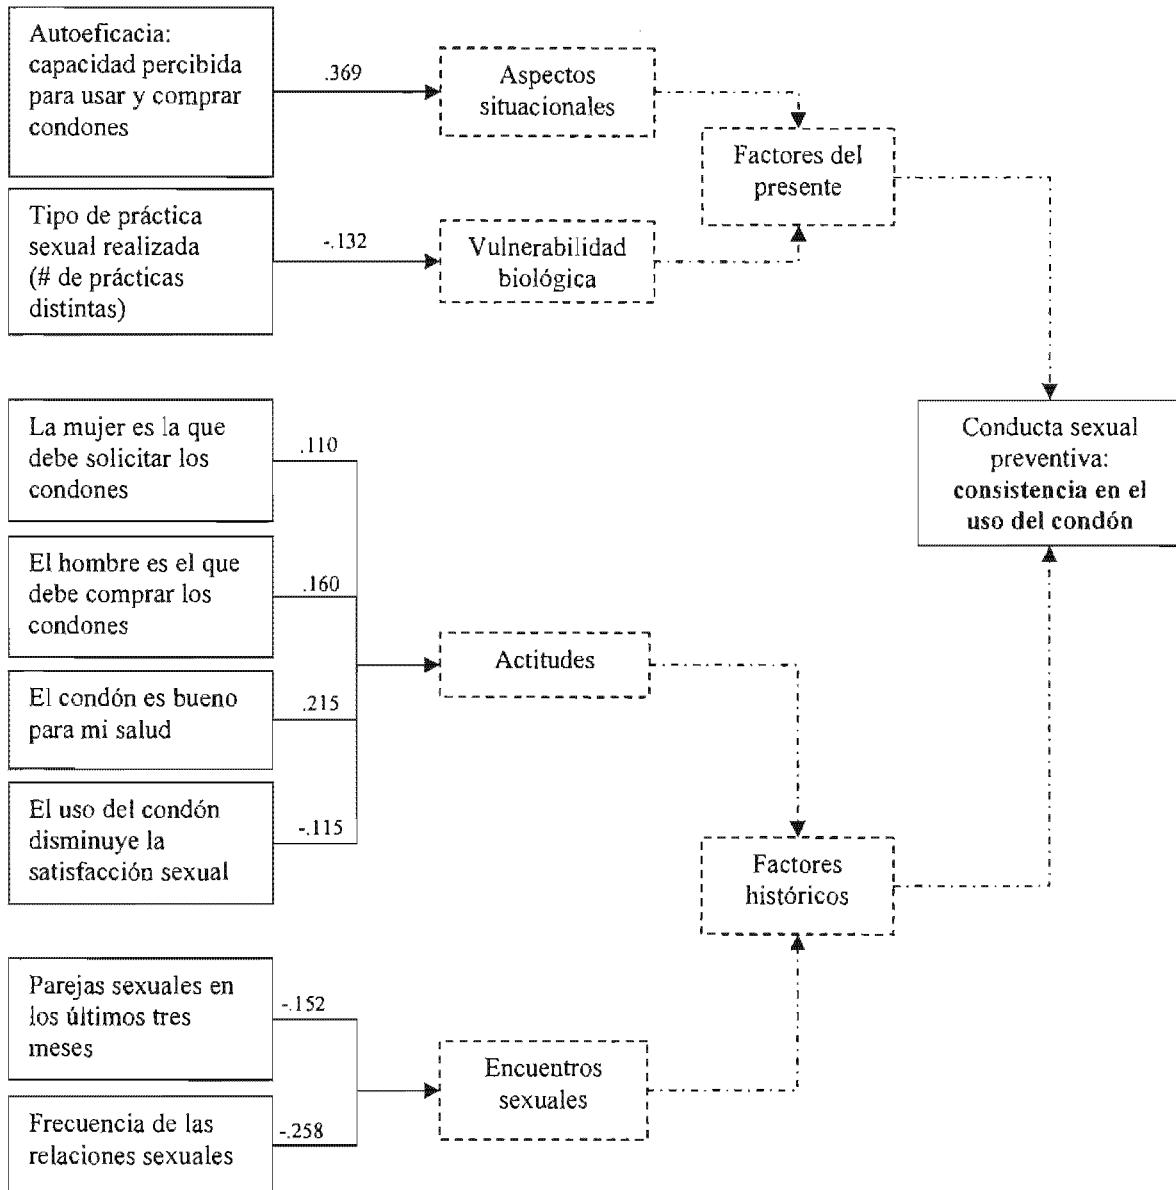 Autoeficacia:
capacidad percibida
para usar y comprar
condones
.369
Aspectos
situacionales
Factores del
presente
Tipo de práctica
sexual realizada
(# de prácticas
distintas)
-.132
Vulnerabilidad
biológica
La mujer es la que
debe solicitar los
condones
.110
Conducta sexual
preventiva:
consistencia en el
uso del condón
El hombre es el que
debe comprar los
condones
.160
Actitudes
El condón es bueno
para mi salud
.215
El uso del condón
disminuye la
satisfacción sexual
-.115
Factores
históricos
Parejas sexuales en
los últimos tres
meses
-.152
Encuentros
sexuales
Frecuencia de las
relaciones sexuales
-.258